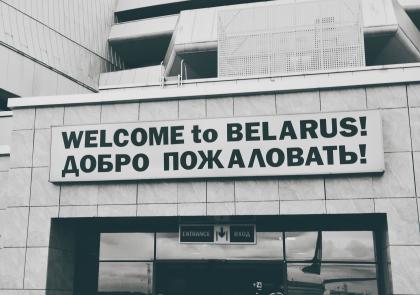 WELCOME to BELARUS!
ДОБРО ПОЖАЛОВАТЬ!
ENTRANCE ВХОД